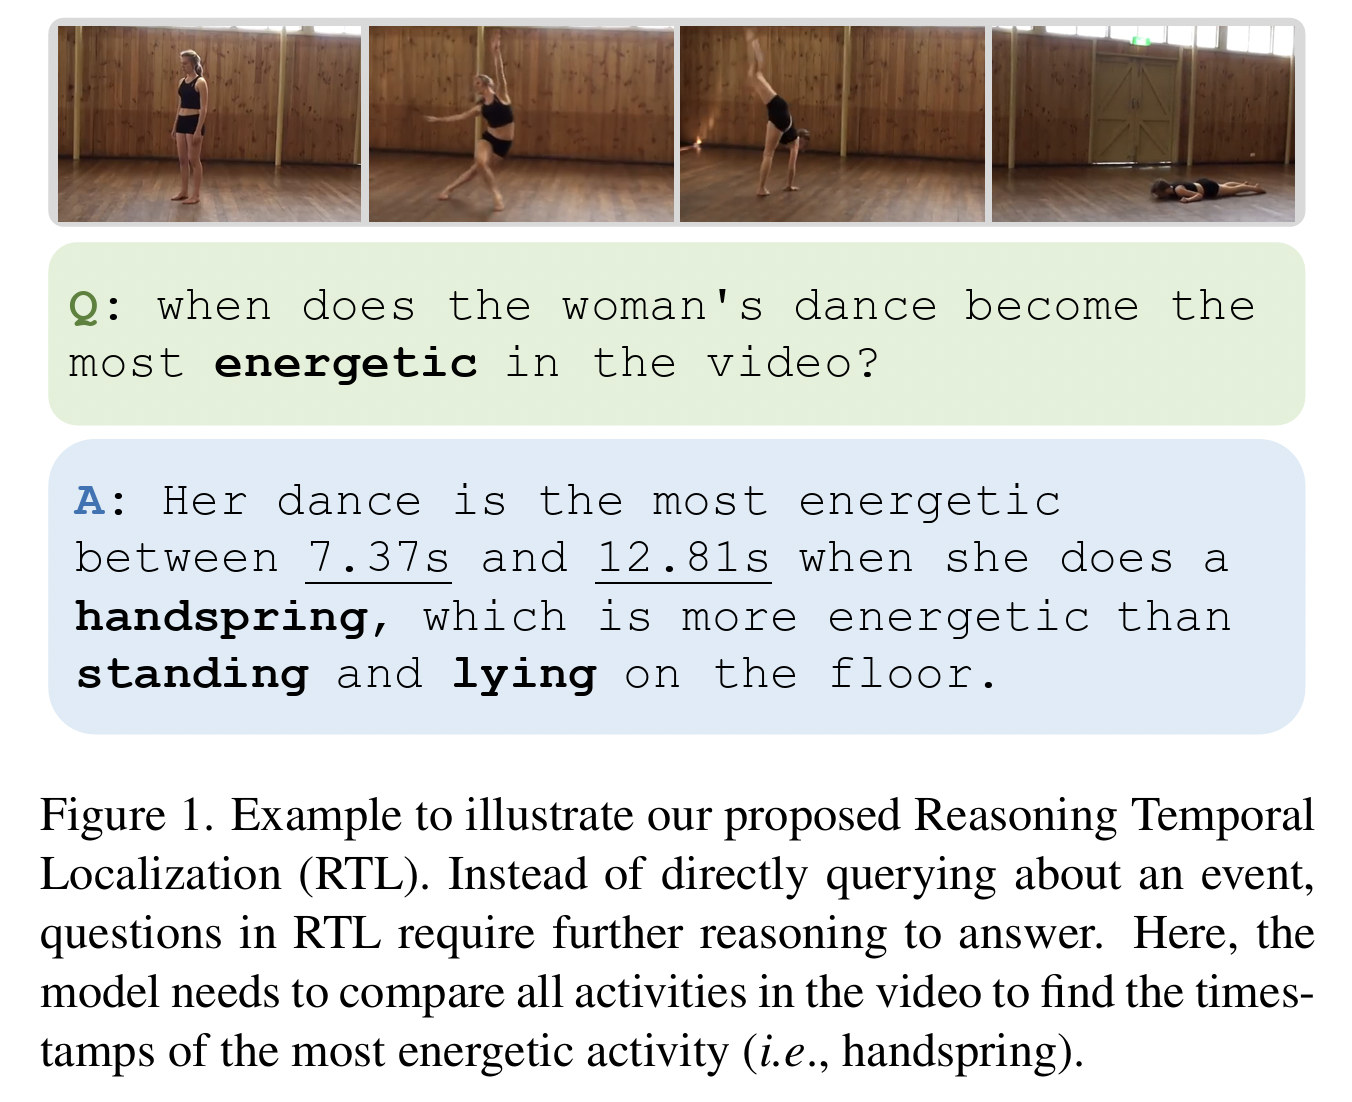 Q: when does the woman's dance become the
most energetic in the video?
A: Her dance is the most energetic
between 7.37s and 12.81s when she does a
handspring, which is more energetic than
standing and lying on the floor.
Figure 1. Example to illustrate our proposed Reasoning Temporal
Localization (RTL). Instead of directly querying about an event,
questions in RTL require further reasoning to answer. Here, the
model needs to compare all activities in the video to find the times-
tamps of the most energetic activity (i.e., handspring).